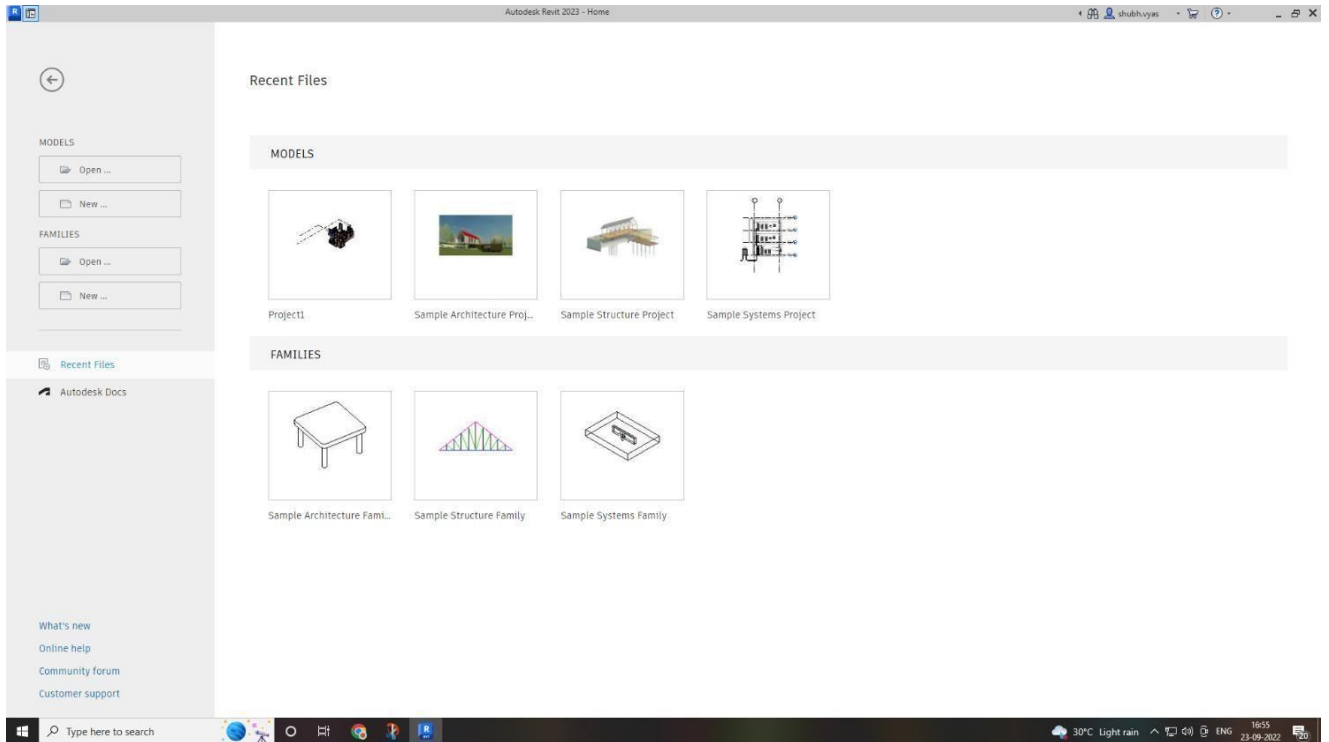 Autodesk Revit 2023 - Home
shubh.vyas
Recent Files
MODELS
Open ...
New ...
FAMILIES
Open ...
New ...
Recent Files
Autodesk Docs
What's new
Online help
Community forum
Customer support
MODELS
Project1
Sample Architecture Proj...
Sample Structure Project
Sample Systems Project
FAMILIES
Sample Architecture Fami...
Sample Structure Family
Sample Systems Family
Type here to search
30°C Light rain
ENG
16:55
23-09-2022
20